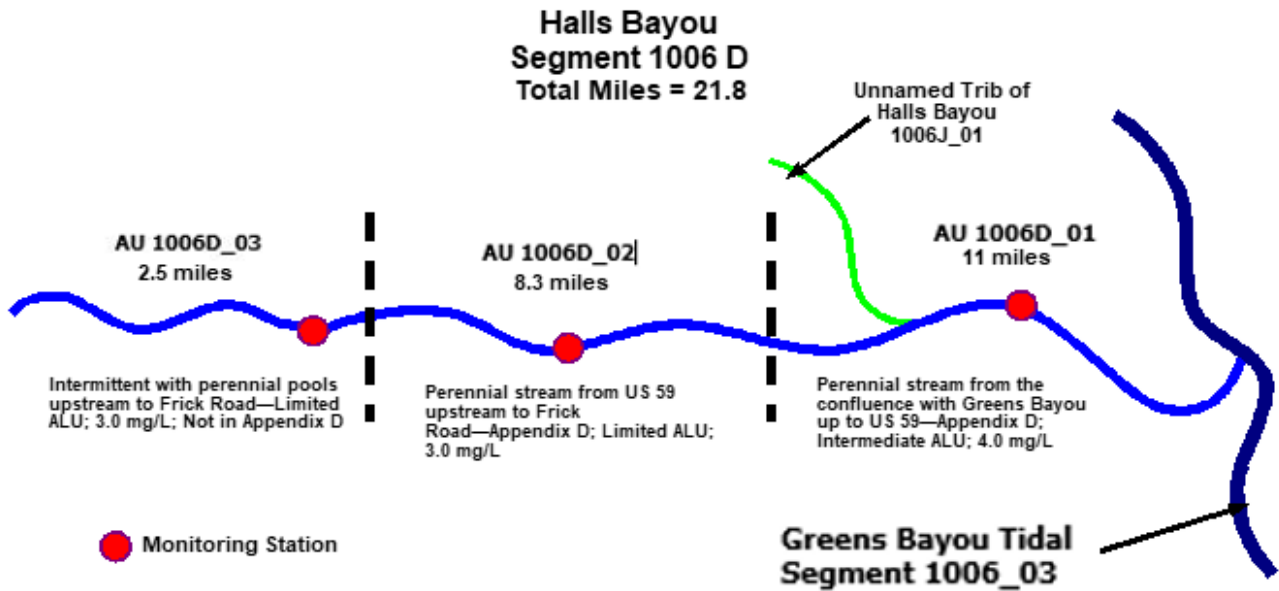 Halls Bayou
Segment 1006 D
Total Miles = 21.8
Unnamed Trib of
Halls Bayou
1006J_01
AU 1006D_03
2.5 miles
AU 1006D_02
8.3 miles
AU 1006D_01
11 miles
Intermittent with perennial pools
upstream to Frick Road—Limited
ALU; 3.0 mg/L; Not in Appendix D
Perennial stream from US 59
upstream to Frick
Road—Appendix D; Limited ALU;
3.0 mg/L
Perennial stream from the
confluence with Greens Bayou
up to US 59—Appendix D;
Intermediate ALU; 4.0 mg/L
Monitoring Station
Greens Bayou Tidal
Segment 1006_03